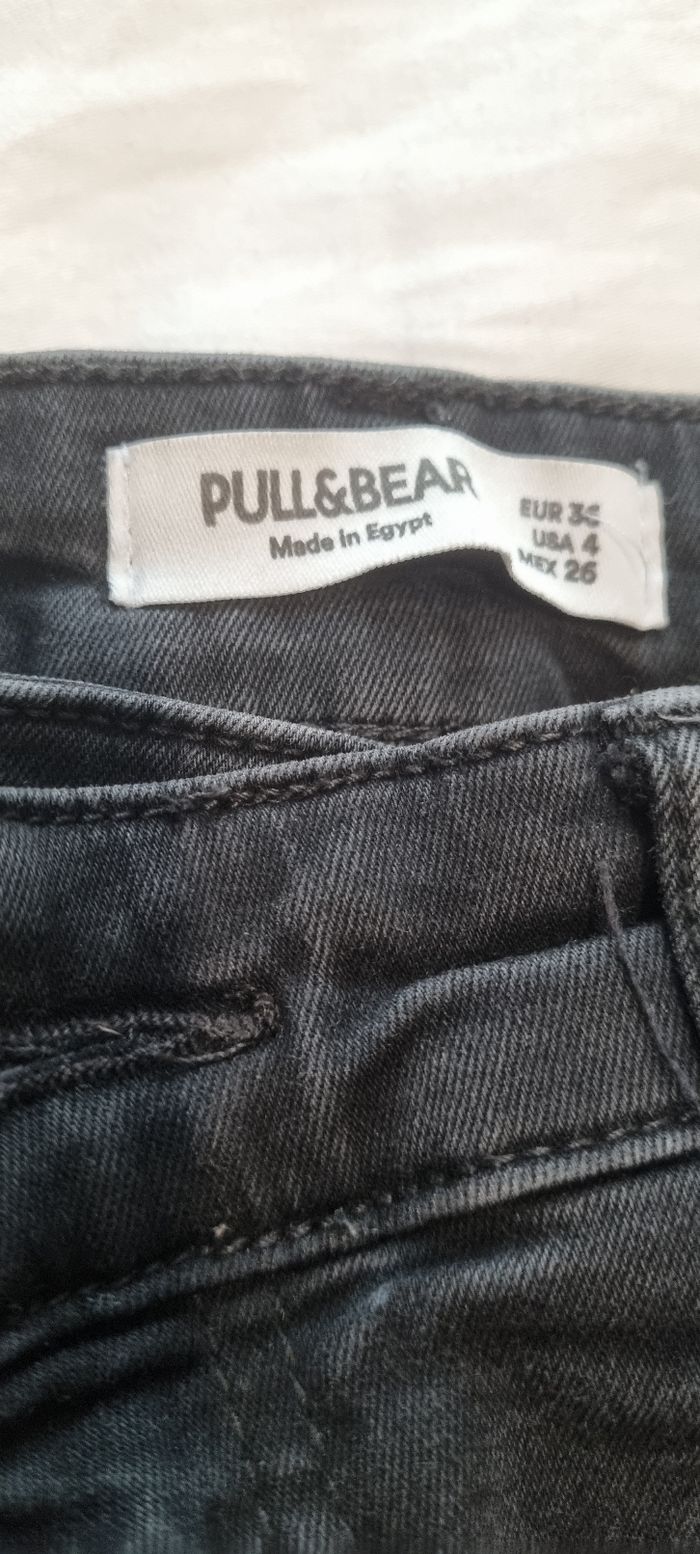 PULL&BEAR
Made in Egypt
EUR
USA 4
MEX 26